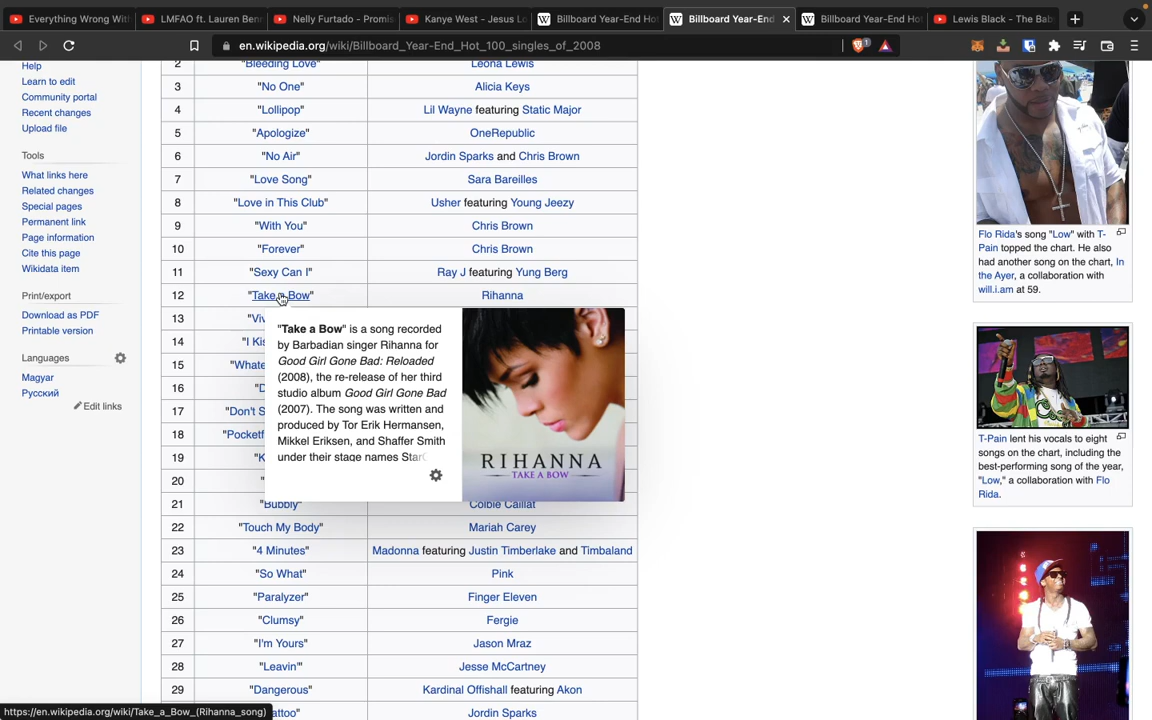 Everything Wrong Wit
LMFAO ft. Lauren Ben
Nelly Furtado - Promis
Kanye West - Jesus Lo
Billboard Year-End Ho
Billboard Year-End
Billboard Year-End Ho
Lewis Black - The Bab
en.wikipedia.org/wiki/Billboard_Year-End_Hot_100_singles_of_2008
1
Help
Learn to edit
Community portal
Recent changes
Upload file
Tools
What links here
Related changes
Special pages
Permanent link
Page information
Cite this page
Wikidata item
Print/export
Download as PDF
Printable version
Languages
Magyar
Русский
Edit links
2 "Bleeding Love" Leona Lewis
3 "No One" Alicia Keys
4 "Lollipop" Lil Wayne featuring Static Major
5 "Apologize" OneRepublic
6 "No Air" Jordin Sparks and Chris Brown
7 "Love Song" Sara Bareilles
8 "Love in This Club" Usher featuring Young Jeezy
9 "With You" Chris Brown
10 "Forever" Chris Brown
11 "Sexy Can I" Ray J featuring Yung Berg
12 "Take a Bow" Rihanna
13 "Viv
14 "I Kis
15 "Whate
16 "D
17 "Don't S
18 "Pocketf
19 "K
20 "
21 "Bubbly" Colbie Caillat
22 "Touch My Body" Mariah Carey
23 "4 Minutes" Madonna featuring Justin Timberlake and Timbaland
24 "So What" Pink
25 "Paralyzer" Finger Eleven
26 "Clumsy" Fergie
27 "I'm Yours" Jason Mraz
28 "Leavin'" Jesse McCartney
29 "Dangerous" Kardinal Offishall featuring Akon
attoo" Jordin Sparks
"Take a Bow" is a song recorded
by Barbadian singer Rihanna for
Good Girl Gone Bad: Reloaded
(2008), the re-release of her third
studio album Good Girl Gone Bad
(2007). The song was written and
produced by Tor Erik Hermansen,
Mikkel Eriksen, and Shaffer Smith
under their stage names Star
RIHANNA
TAKE A BOW
Flo Rida's song "Low" with T-
Pain topped the chart. He also
had another song on the chart, In
the Ayer, a collaboration with
will.i.am at 59.
T-Pain lent his vocals to eight
songs on the chart, including the
best-performing song of the year,
"Low," a collaboration with Flo
Rida.
https://en.wikipedia.org/wiki/Take_a_Bow_(Rihanna_song)